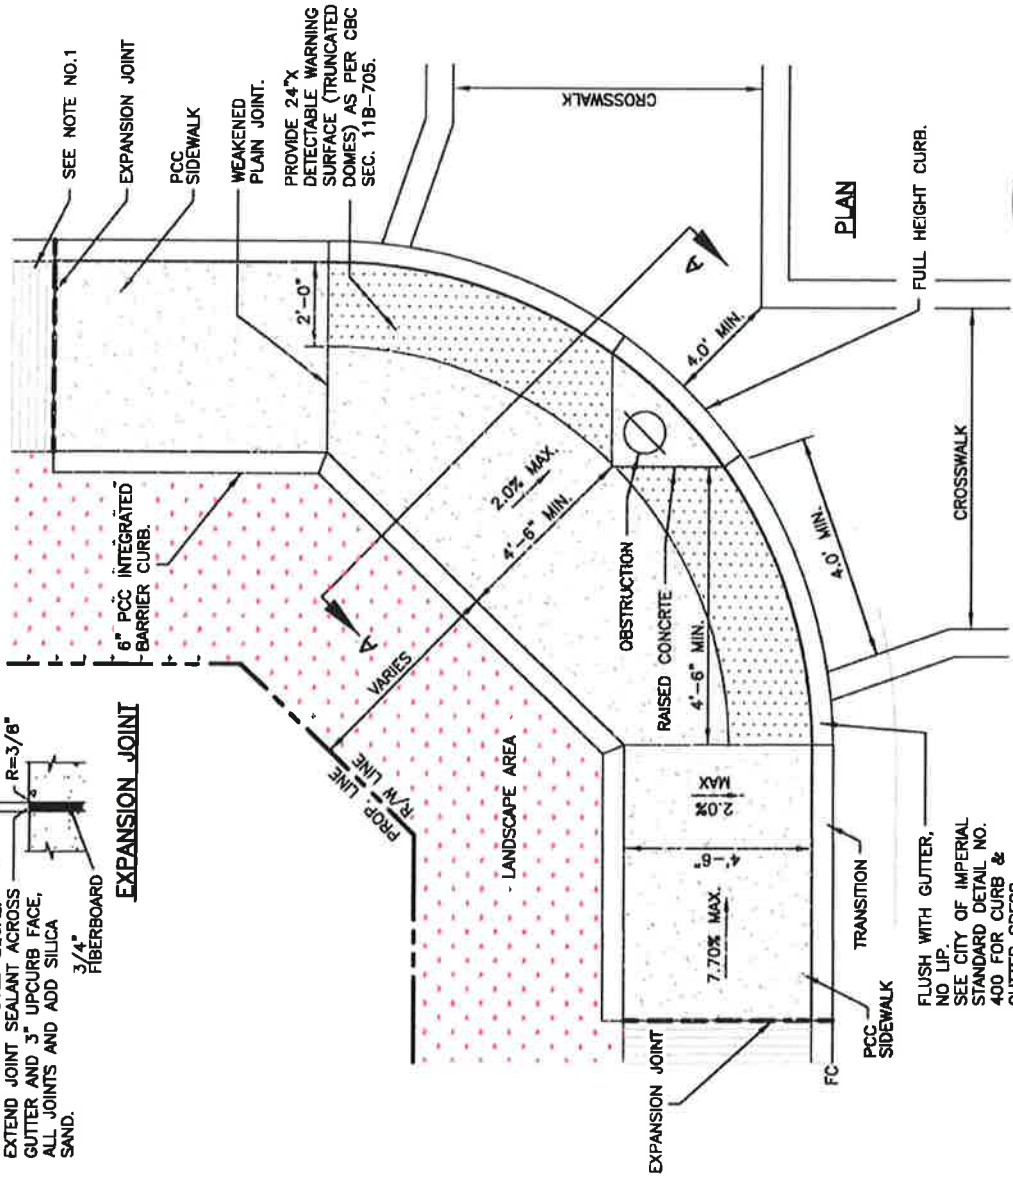 EXTEND JOINT SEALANT ACROSS
GUTTER AND 3" UPCURB FACE,
ALL JOINTS AND ADD SILICA
SAND.
R=3/8"
3/4"
FIBERBOARD
EXPANSION JOINT
SEE NOTE NO.1
EXPANSION JOINT
PCC
SIDEWALK
WEAKENED
PLAIN JOINT.
PROVIDE 24"X
DETECTABLE WARNING
SURFACE (TRUNCATED
DOMES) AS PER CBC
SEC. 11B-705.
CROSSWALK
2'-0"
6" PCC INTEGRATED
BARRIER CURB.
A
PLAN
FULL HEIGHT CURB.
4.0' MIN.
2.0% MAX.
4'-6" MIN.
A
VARIES
OBSTRUCTION
RAISED CONCRTE
4'-6" MIN.
4.0' MIN.
CROSSWALK
PROP LINE
R/W LINE
LANDSCAPE AREA
2.0%
MAX
4'-6"
7.70% MAX.
TRANSITION
FLUSH WITH GUTTER,
NO LIP.
SEE CITY OF IMPERIAL
STANDARD DETAIL NO.
400 FOR CURB &
PCC
SIDEWALK
FC
EXPANSION JOINT